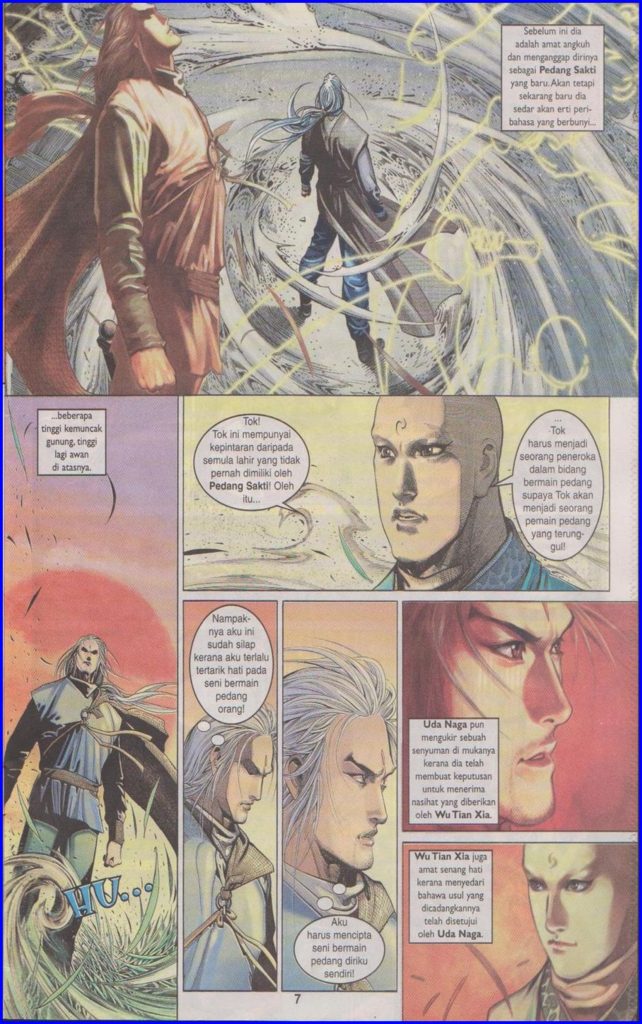 Sebelum ini dia
adalah amat angkuh
dan menganggap dirinya
sebagai Pedang Sakti
yang baru. Akan tetapi
sekarang baru dia
sedar akan erti peri-
bahasa yang berbunyi...
...beberapa
tinggi kemuncak
gunung, tinggi
lagi awan
di atasnya.
Tok!
Tok ini mempunyai
kepintaran daripada
semula lahir yang tidak
pernah dimiliki oleh
Pedang Sakti! Oleh
itu...
...
Tok
harus menjadi
seorang peneroka
dalam bidang
bermain pedang
supaya Tok akan
menjadi seorang
pemain pedang
yang terung-
gul!
HU...
Nampak-
nya aku ini
sudah silap
kerana aku terlalu
tertarik hati pada
seni bermain
pedang
orang!
Aku
harus mencipta
seni bermain
pedang diriku
sendiri!
Uda Naga pun
mengukir sebuah
senyuman di mukanya
kerana dia telah
membuat keputusan
untuk menerima
nasihat yang diberikan
oleh Wu Tian Xia.
Wu Tian Xia juga
amat senang hati
kerana menyedari
bahawa usul yang
dicadangkannya
telah disetujui
oleh Uda Naga.
7